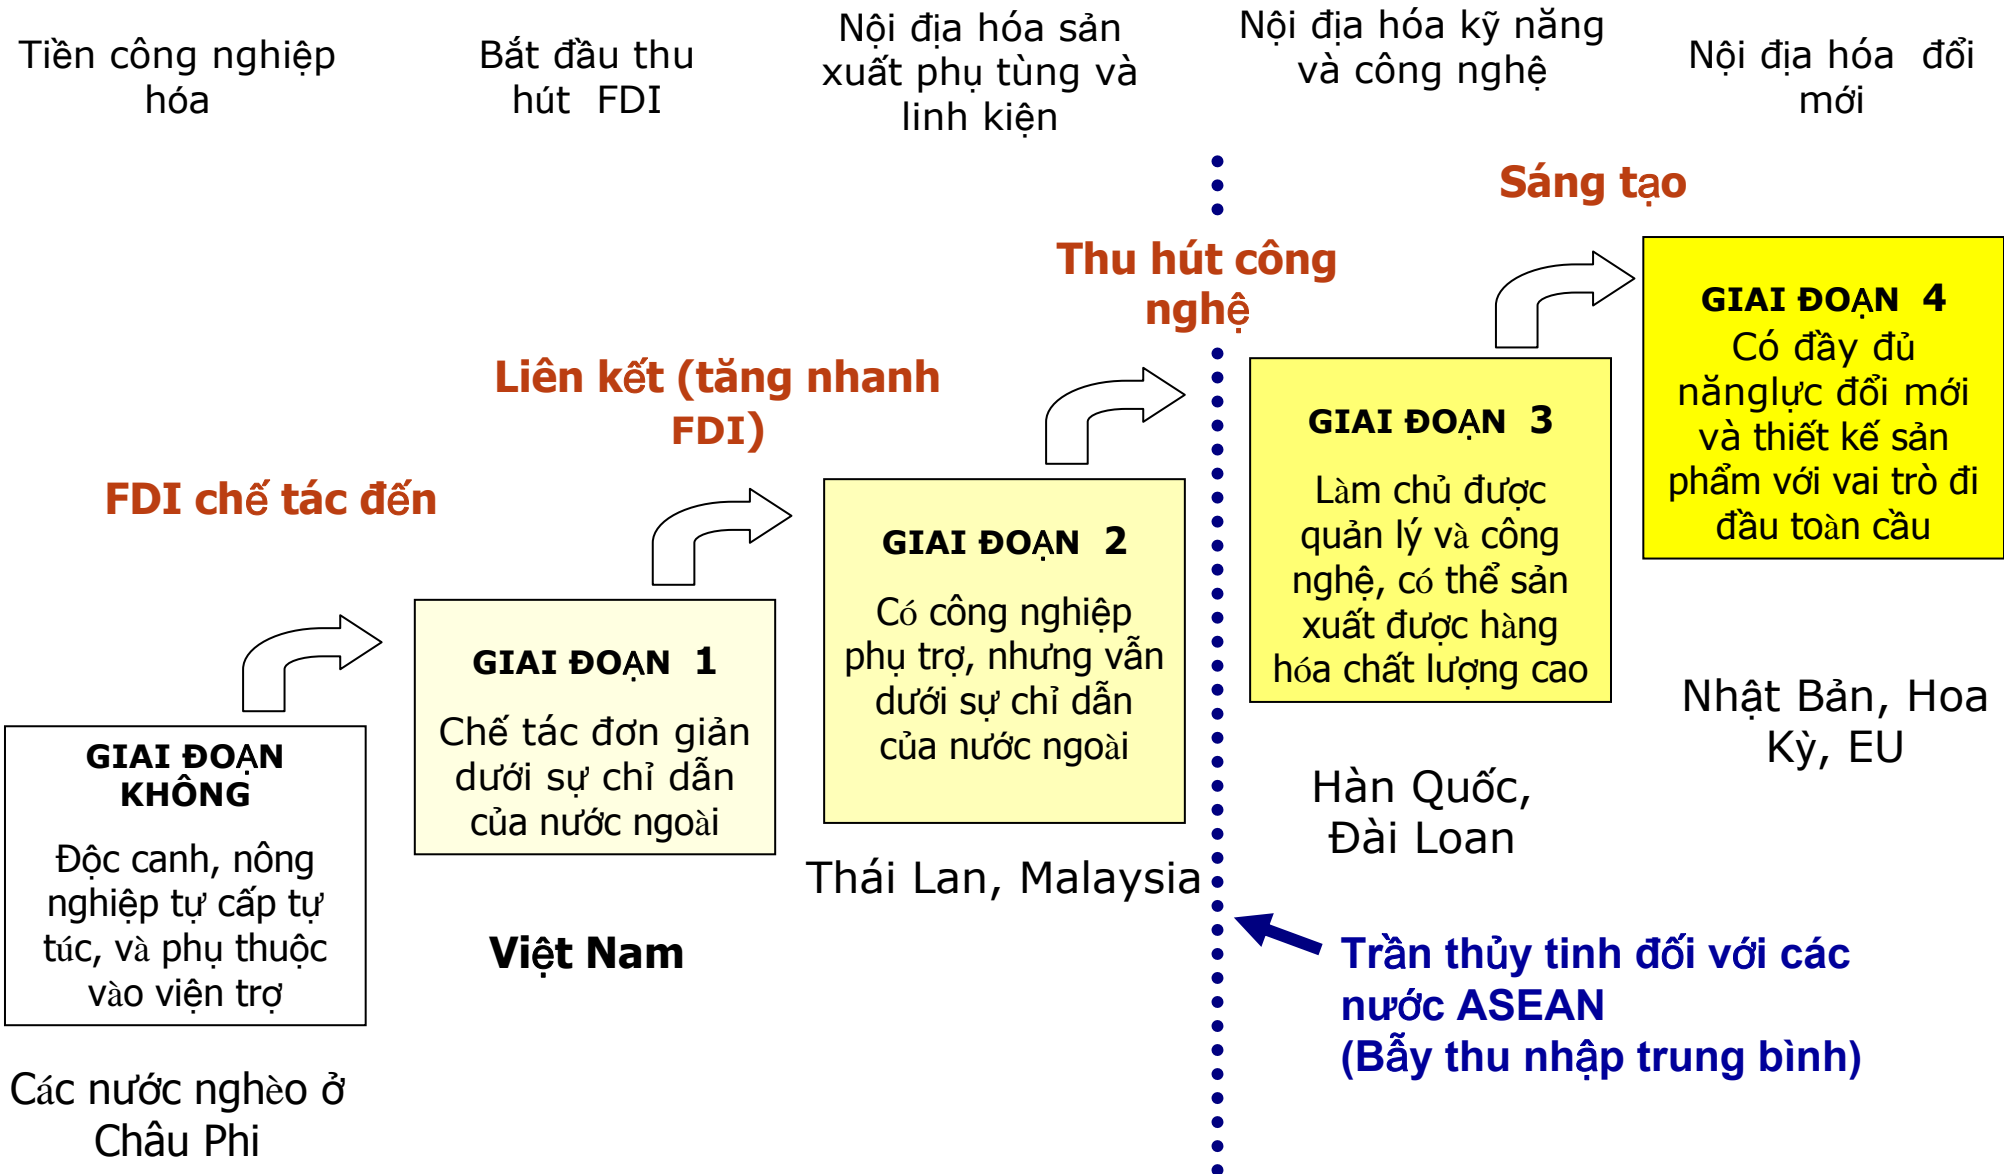 Tiền công nghiệp
hóa
Bắt đầu thu
hút FDI
Nội địa hóa sản
xuất phụ tùng và
linh kiện
Nội địa hóa kỹ năng
và công nghệ
Nội địa hóa đổi
mới
Sáng tạo
Thu hút công
nghệ
Liên kết (tăng nhanh
FDI)
FDI chế tác đến
GIAI ĐOẠN
KHÔNG
Độc canh, nông
nghiệp tự cấp tự
túc, và phụ thuộc
vào viện trợ
Các nước nghèo ở
Châu Phi
GIAI ĐOẠN 1
Chế tác đơn giản
dưới sự chỉ dẫn
của nước ngoài
Việt Nam
GIAI ĐOẠN 2
Có công nghiệp
phụ trợ, nhưng vẫn
dưới sự chỉ dẫn
của nước ngoài
Thái Lan, Malaysia
GIAI ĐOẠN 3
Làm chủ được
quản lý và công
nghệ, có thể sản
xuất được hàng
hóa chất lượng cao
Hàn Quốc,
Đài Loan
GIAI ĐOẠN 4
Có đầy đủ
nănglực đổi mới
và thiết kế sản
phẩm với vai trò đi
đầu toàn cầu
Nhật Bản, Hoa
Kỳ, EU
Trần thủy tinh đối với các
nước ASEAN
(Bẫy thu nhập trung bình)